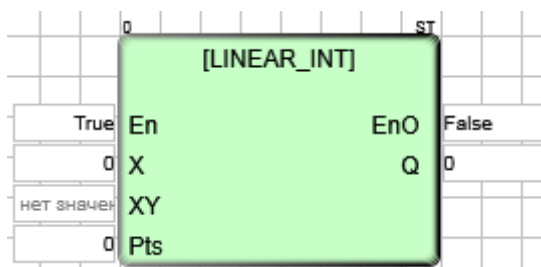 0 ST
[LINEAR_INT]
True En EnO False
0 X Q 0
нет значен XY
0 Pts